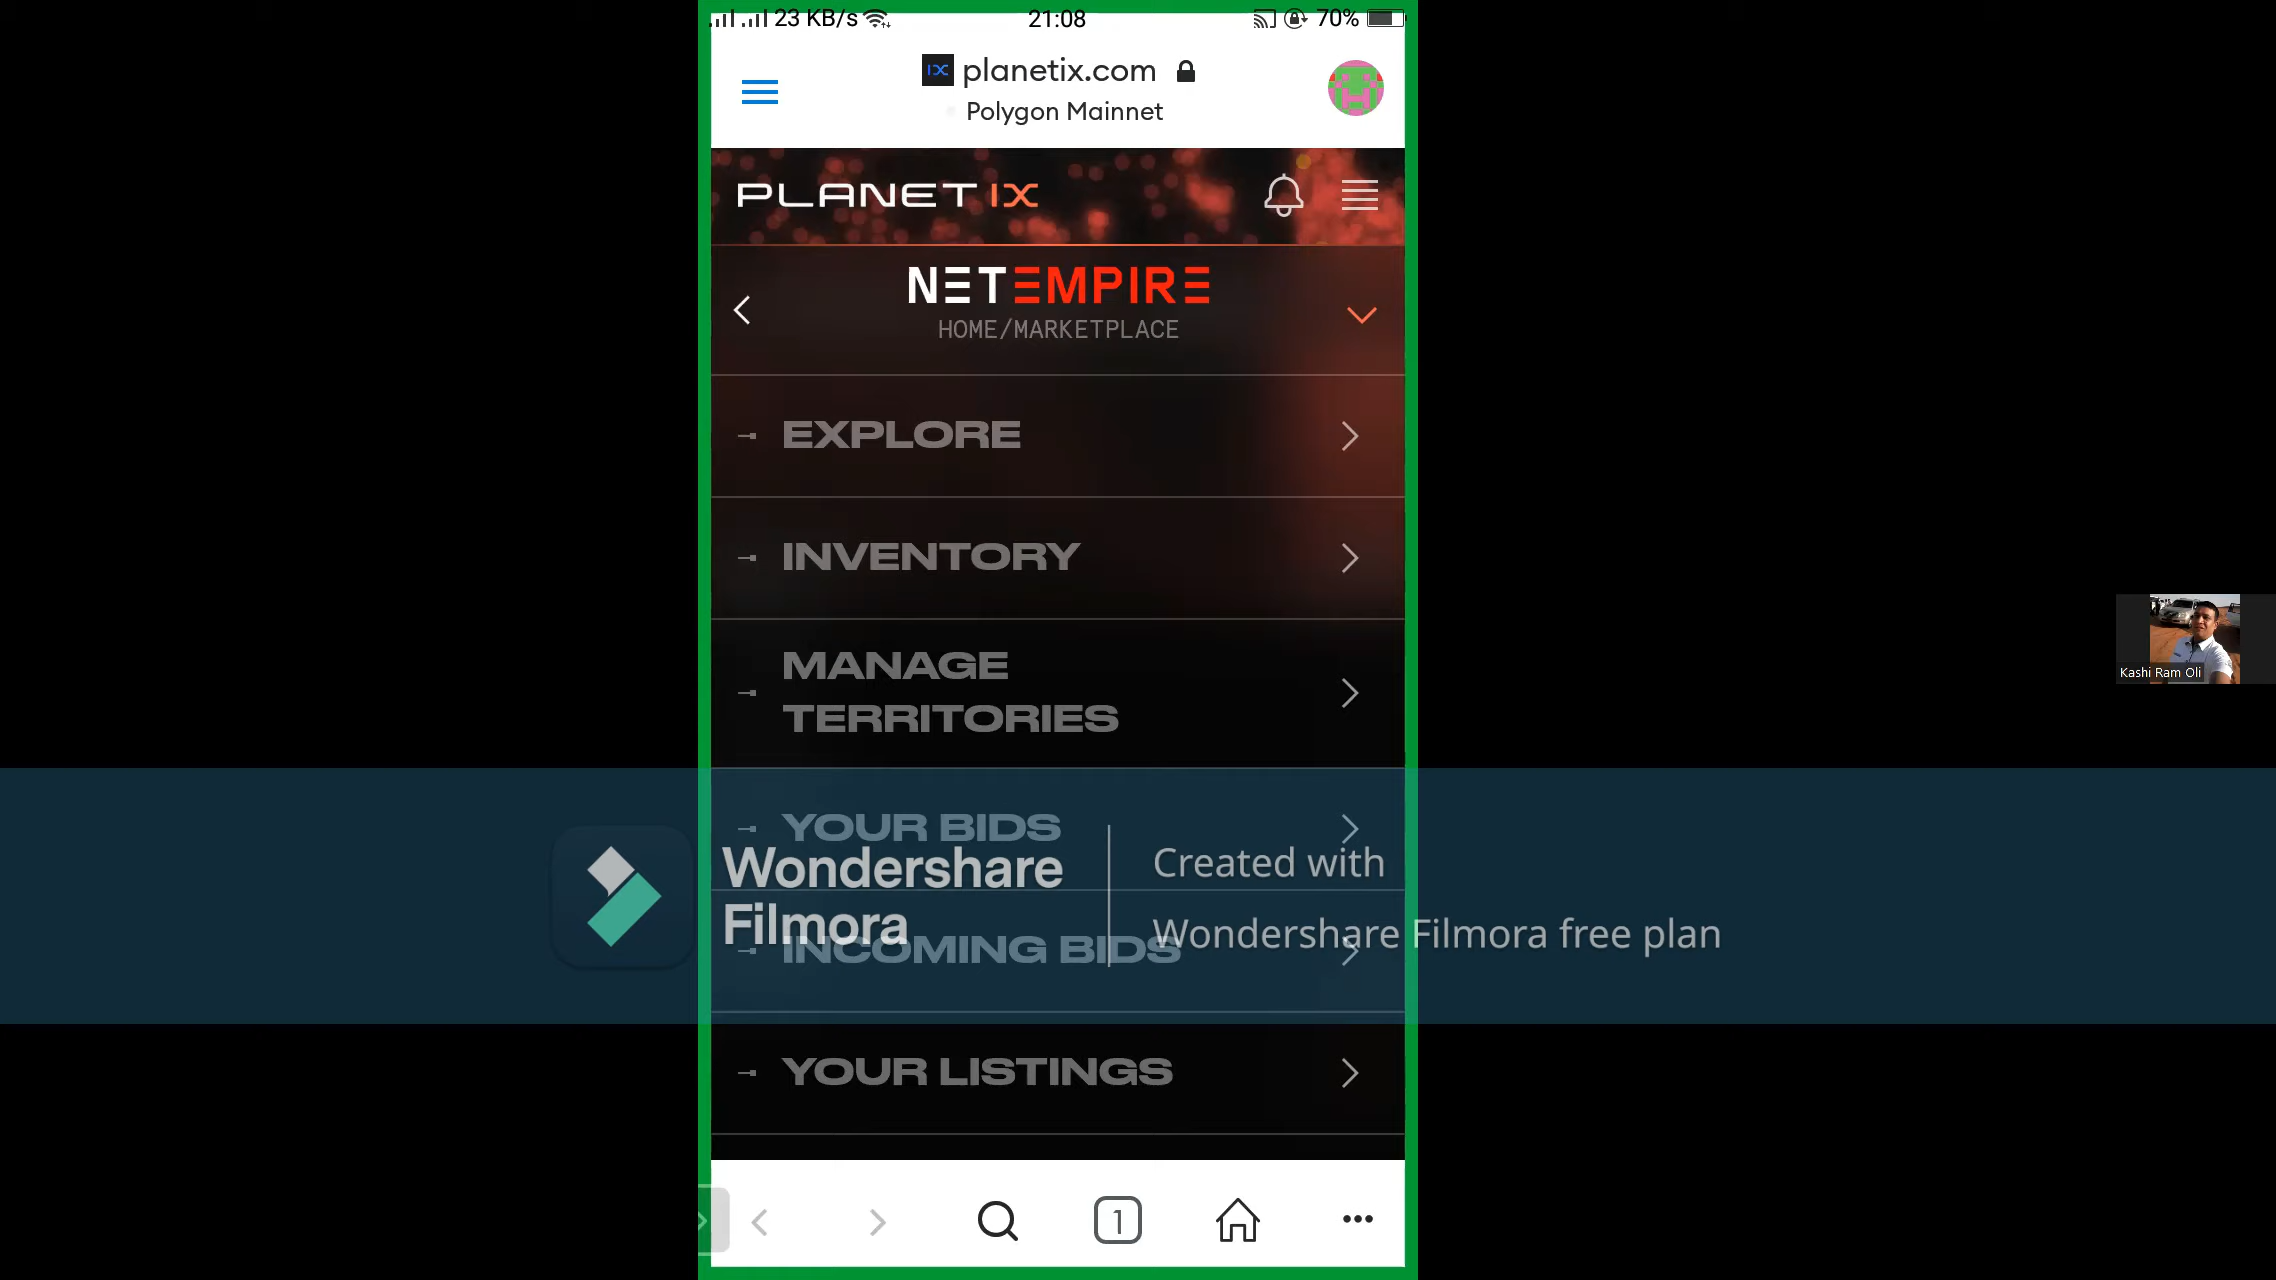 23 KB/s 21:08 70%
planetix.com
Polygon Mainnet
PLANET IX
NETEMPIRE
HOME/MARKETPLACE
EXPLORE
INVENTORY
MANAGE
TERRITORIES
YOUR BIDS
INCOMING BIDS
YOUR LISTINGS
1
Wondershare
Filmora
Created with
Wondershare Filmora free plan
Kashi Ram Oli